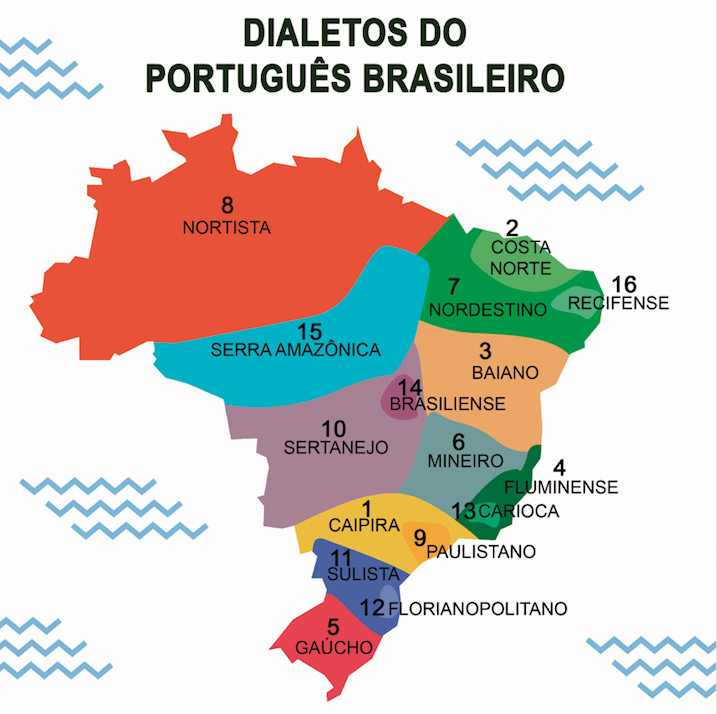 DIALETOS DO
PORTUGUÊS BRASILEIRO
8
NORTISTA
2
COSTA
NORTE
7
NORDESTINO
16
RECIFENSE
15
SERRA AMAZÔNICA
3
BAIANO
14
BRASILIENSE
10
SERTANEJO
6
MINEIRO
4
FLUMINENSE
13 CARIOCA
1
CAIPIRA
9 PAULISTANO
11
SULISTA
12 FLORIANOPOLITANO
5
GAÚCHO